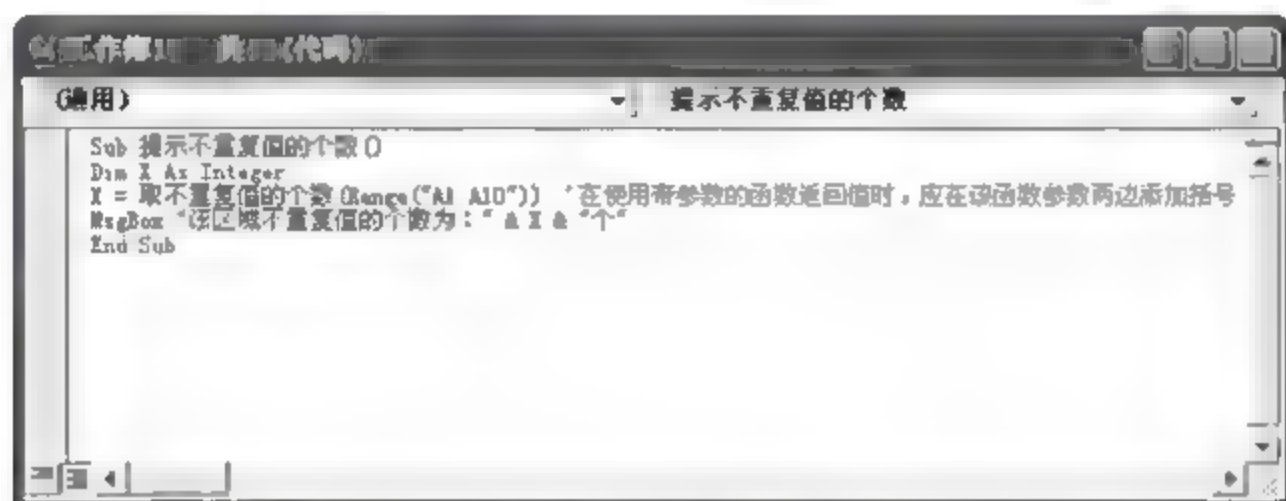 (代码)
(通用)
提示不重复值的个数
Sub 提示不重复值的个数()
Dim X As Integer
X = 取不重复值的个数(Range("A1 A10")) '在使用带参数的函数返回值时，应在该函数参数两边添加括号
MsgBox "该区域不重复值的个数为：" & X & "个"
End Sub